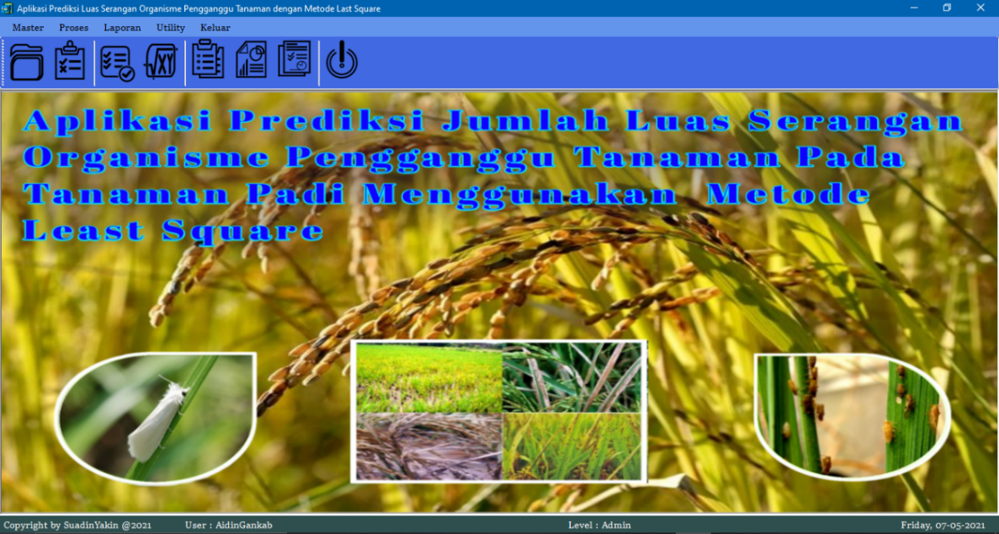 Aplikasi Prediksi Luas Serangan Organisme Pengganggu Tanaman dengan Metode Last Square
Master Proses Laporan Utility Keluar
√XY
Aplikasi Prediksi Jumlah Luas Serangan
Organisme Pengganggu Tanaman Pada
Tanaman Padi Menggunakan Metode
Least Square
Copyright by SuadinYakin @2021 User : AidinGankab Level : Admin Friday, 07-05-2021